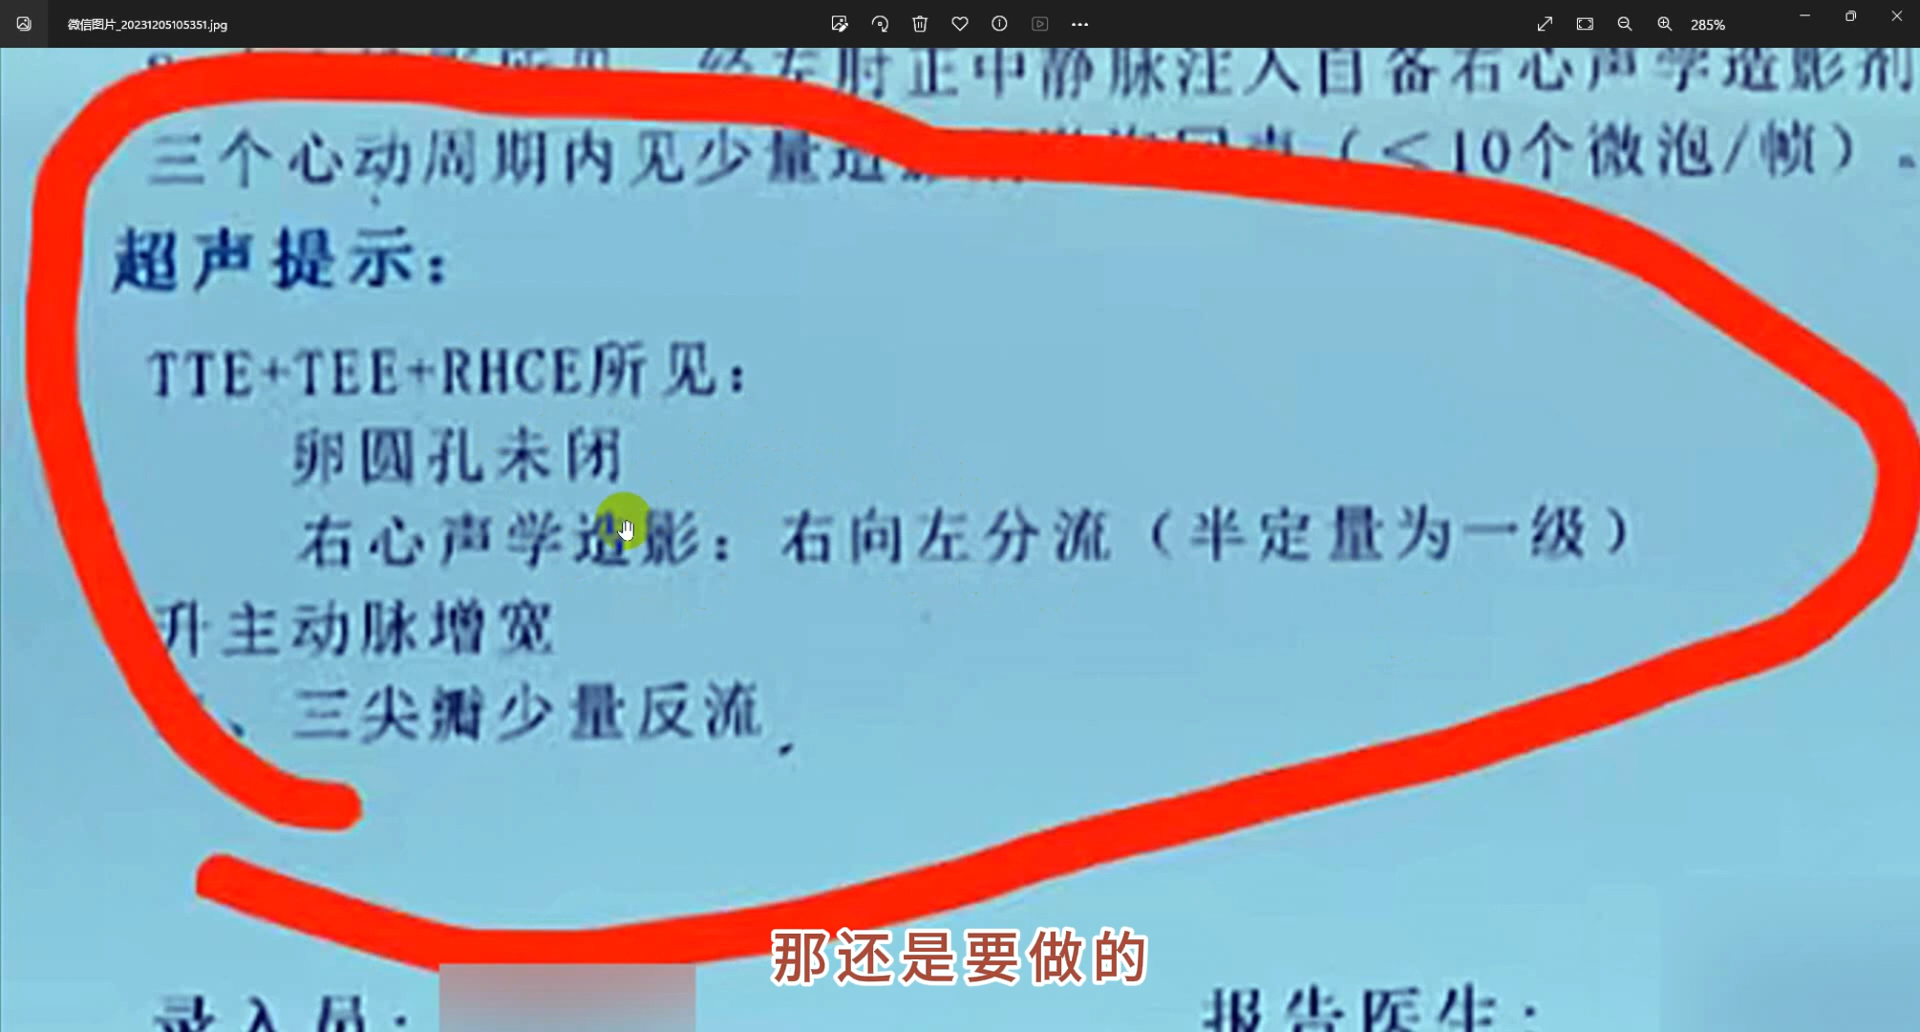 微信图片_20231205105351.jpg
285%
经左肘正中静脉注入自备右心声学造影剂
三个心动周期内见少量造 (≤10个微泡/帧)。
超声提示：
TTE+TEE+RHCE所见：
卵圆孔未闭
右心声学造影：右向左分流（半定量为一级）
升主动脉增宽
、三尖瓣少量反流
那还是要做的
录入员：
报告医生：